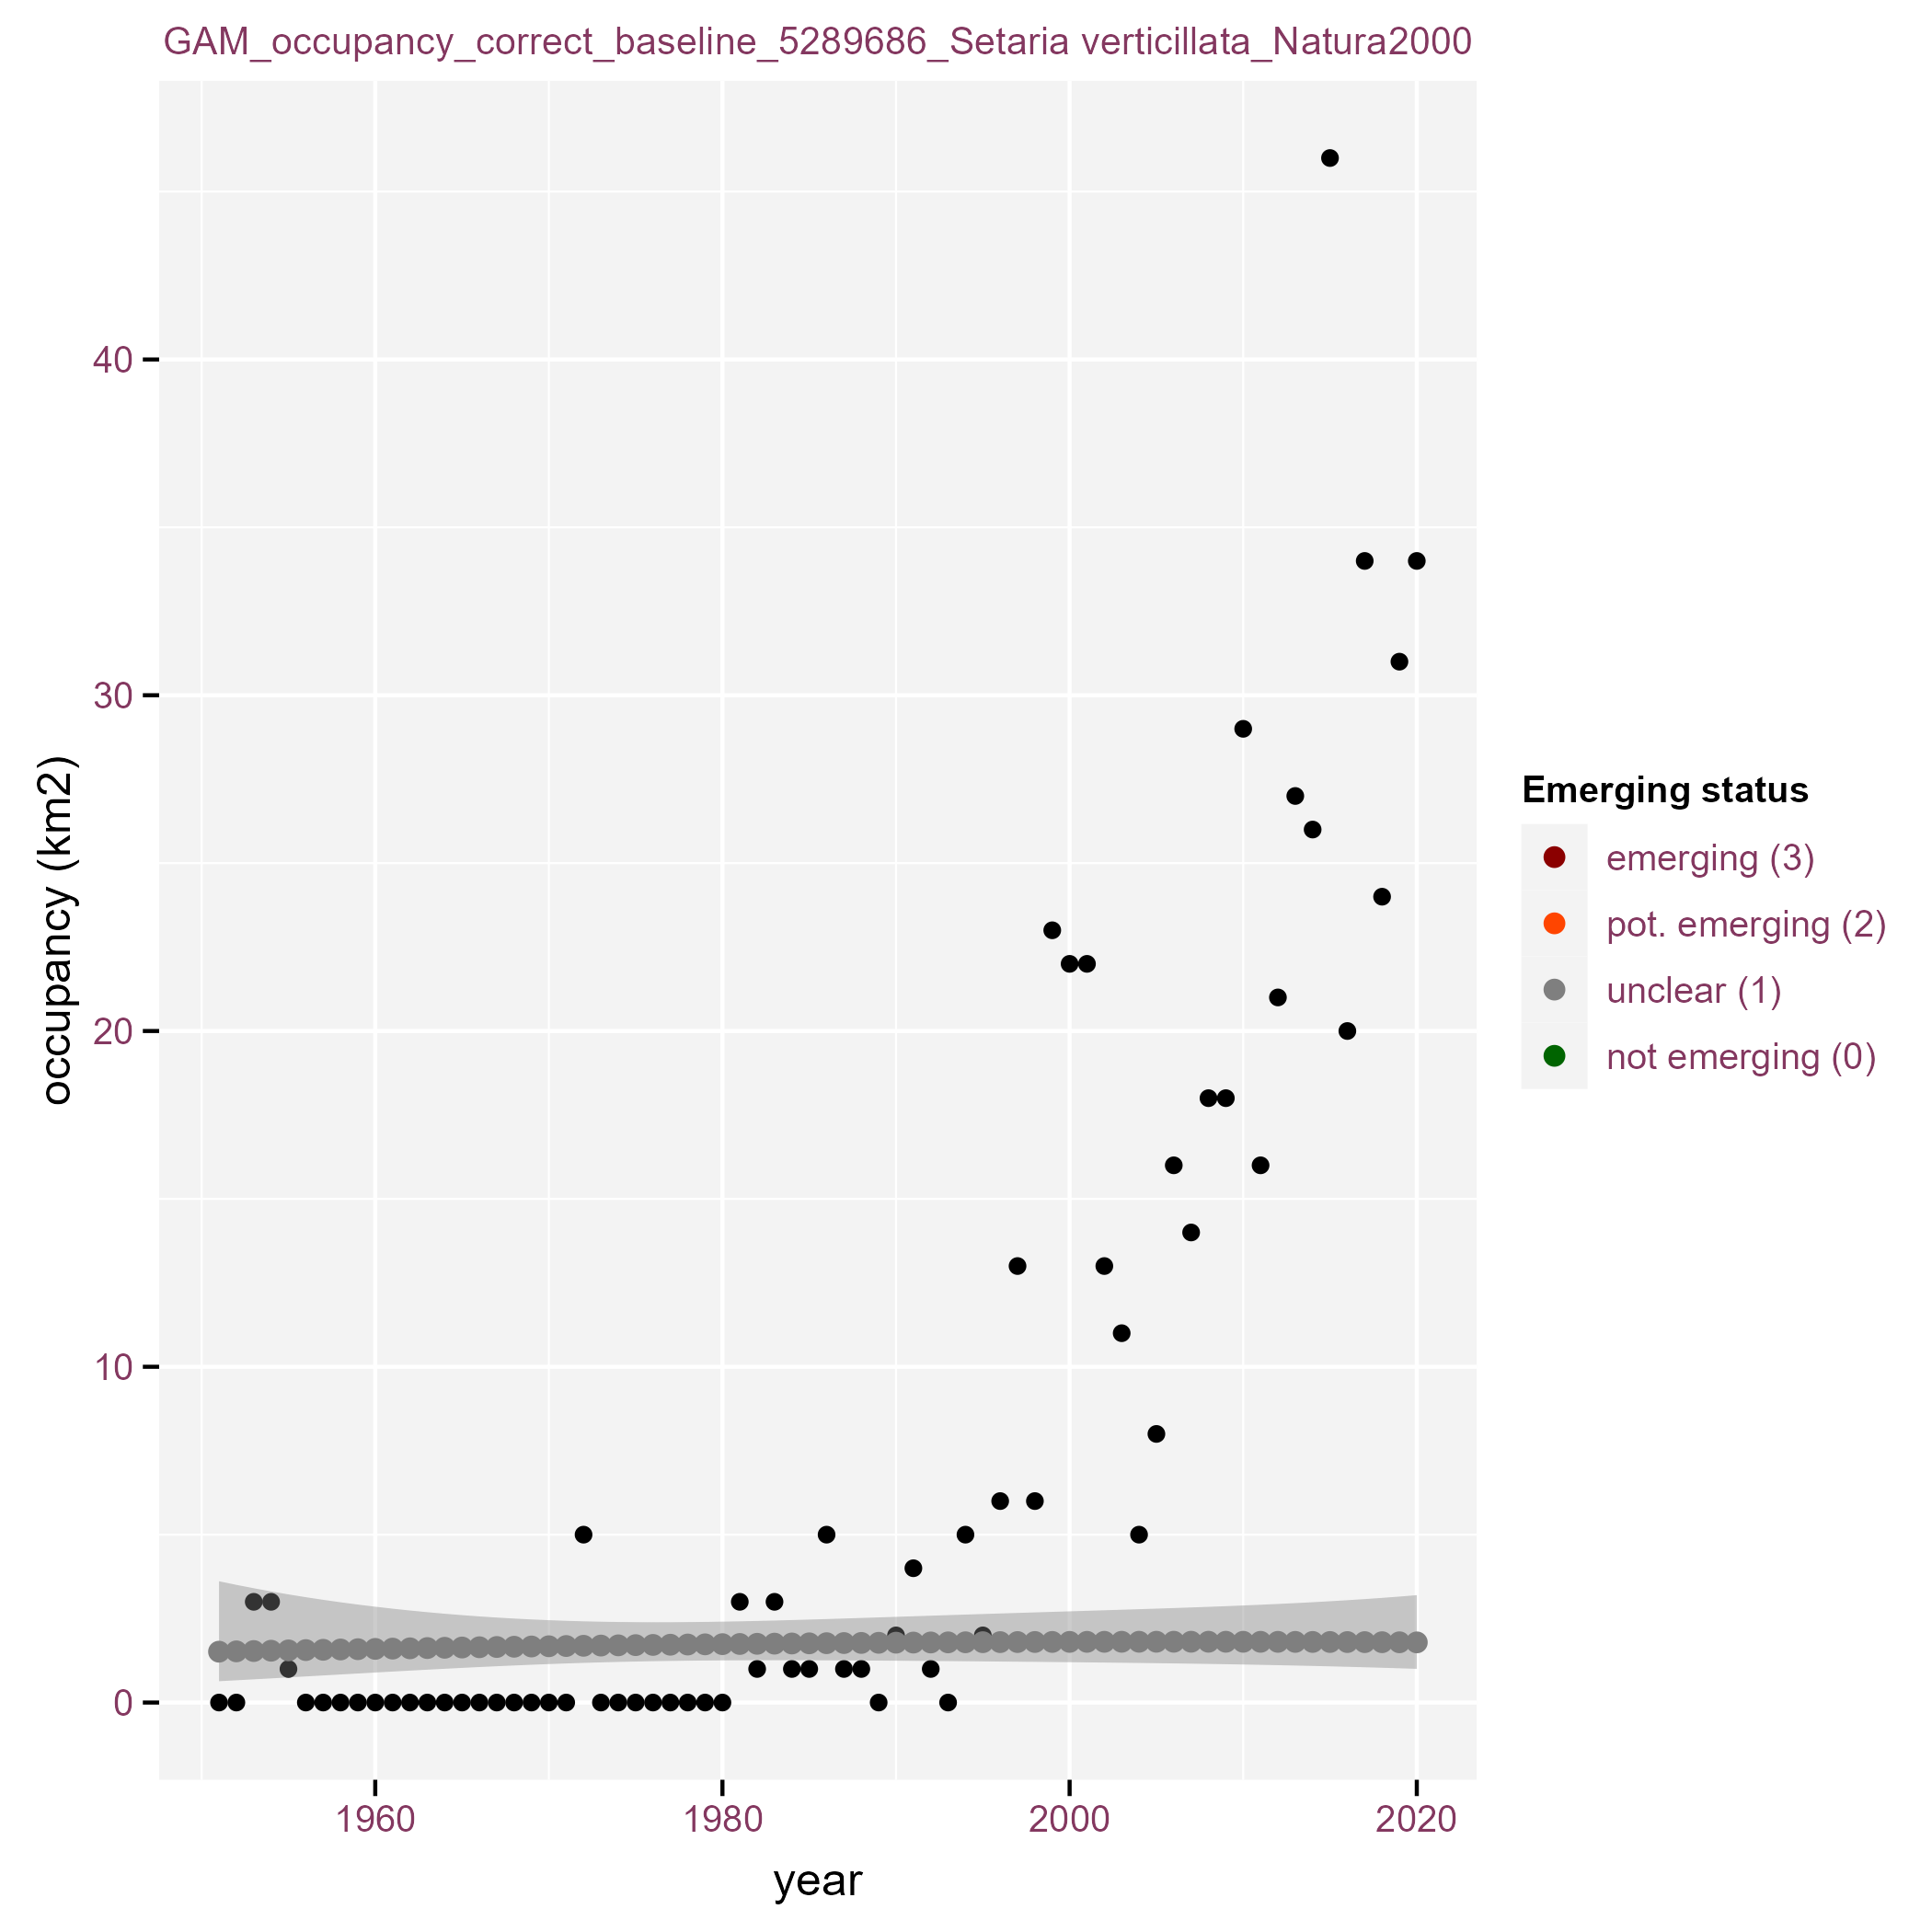 GAM_occupancy_correct_baseline_5289686_Setaria verticillata_Natura2000
occupancy (km2)
40
30
20
10
0
1960
1980
2000
2020
year
Emerging status
emerging (3)
pot. emerging (2)
unclear (1)
not emerging (0)